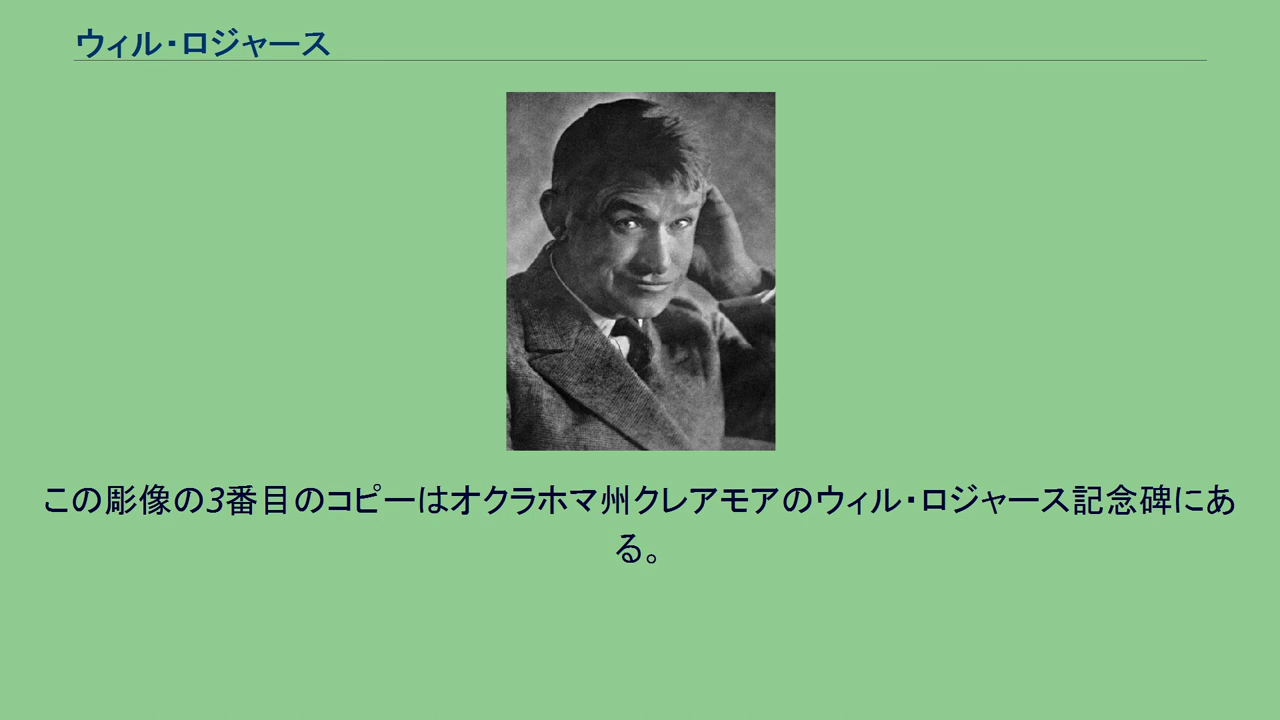 ウィル・ロジャース
この彫像の3番目のコピーはオクラホマ州クレアモアのウィル・ロジャース記念碑にあ
る。